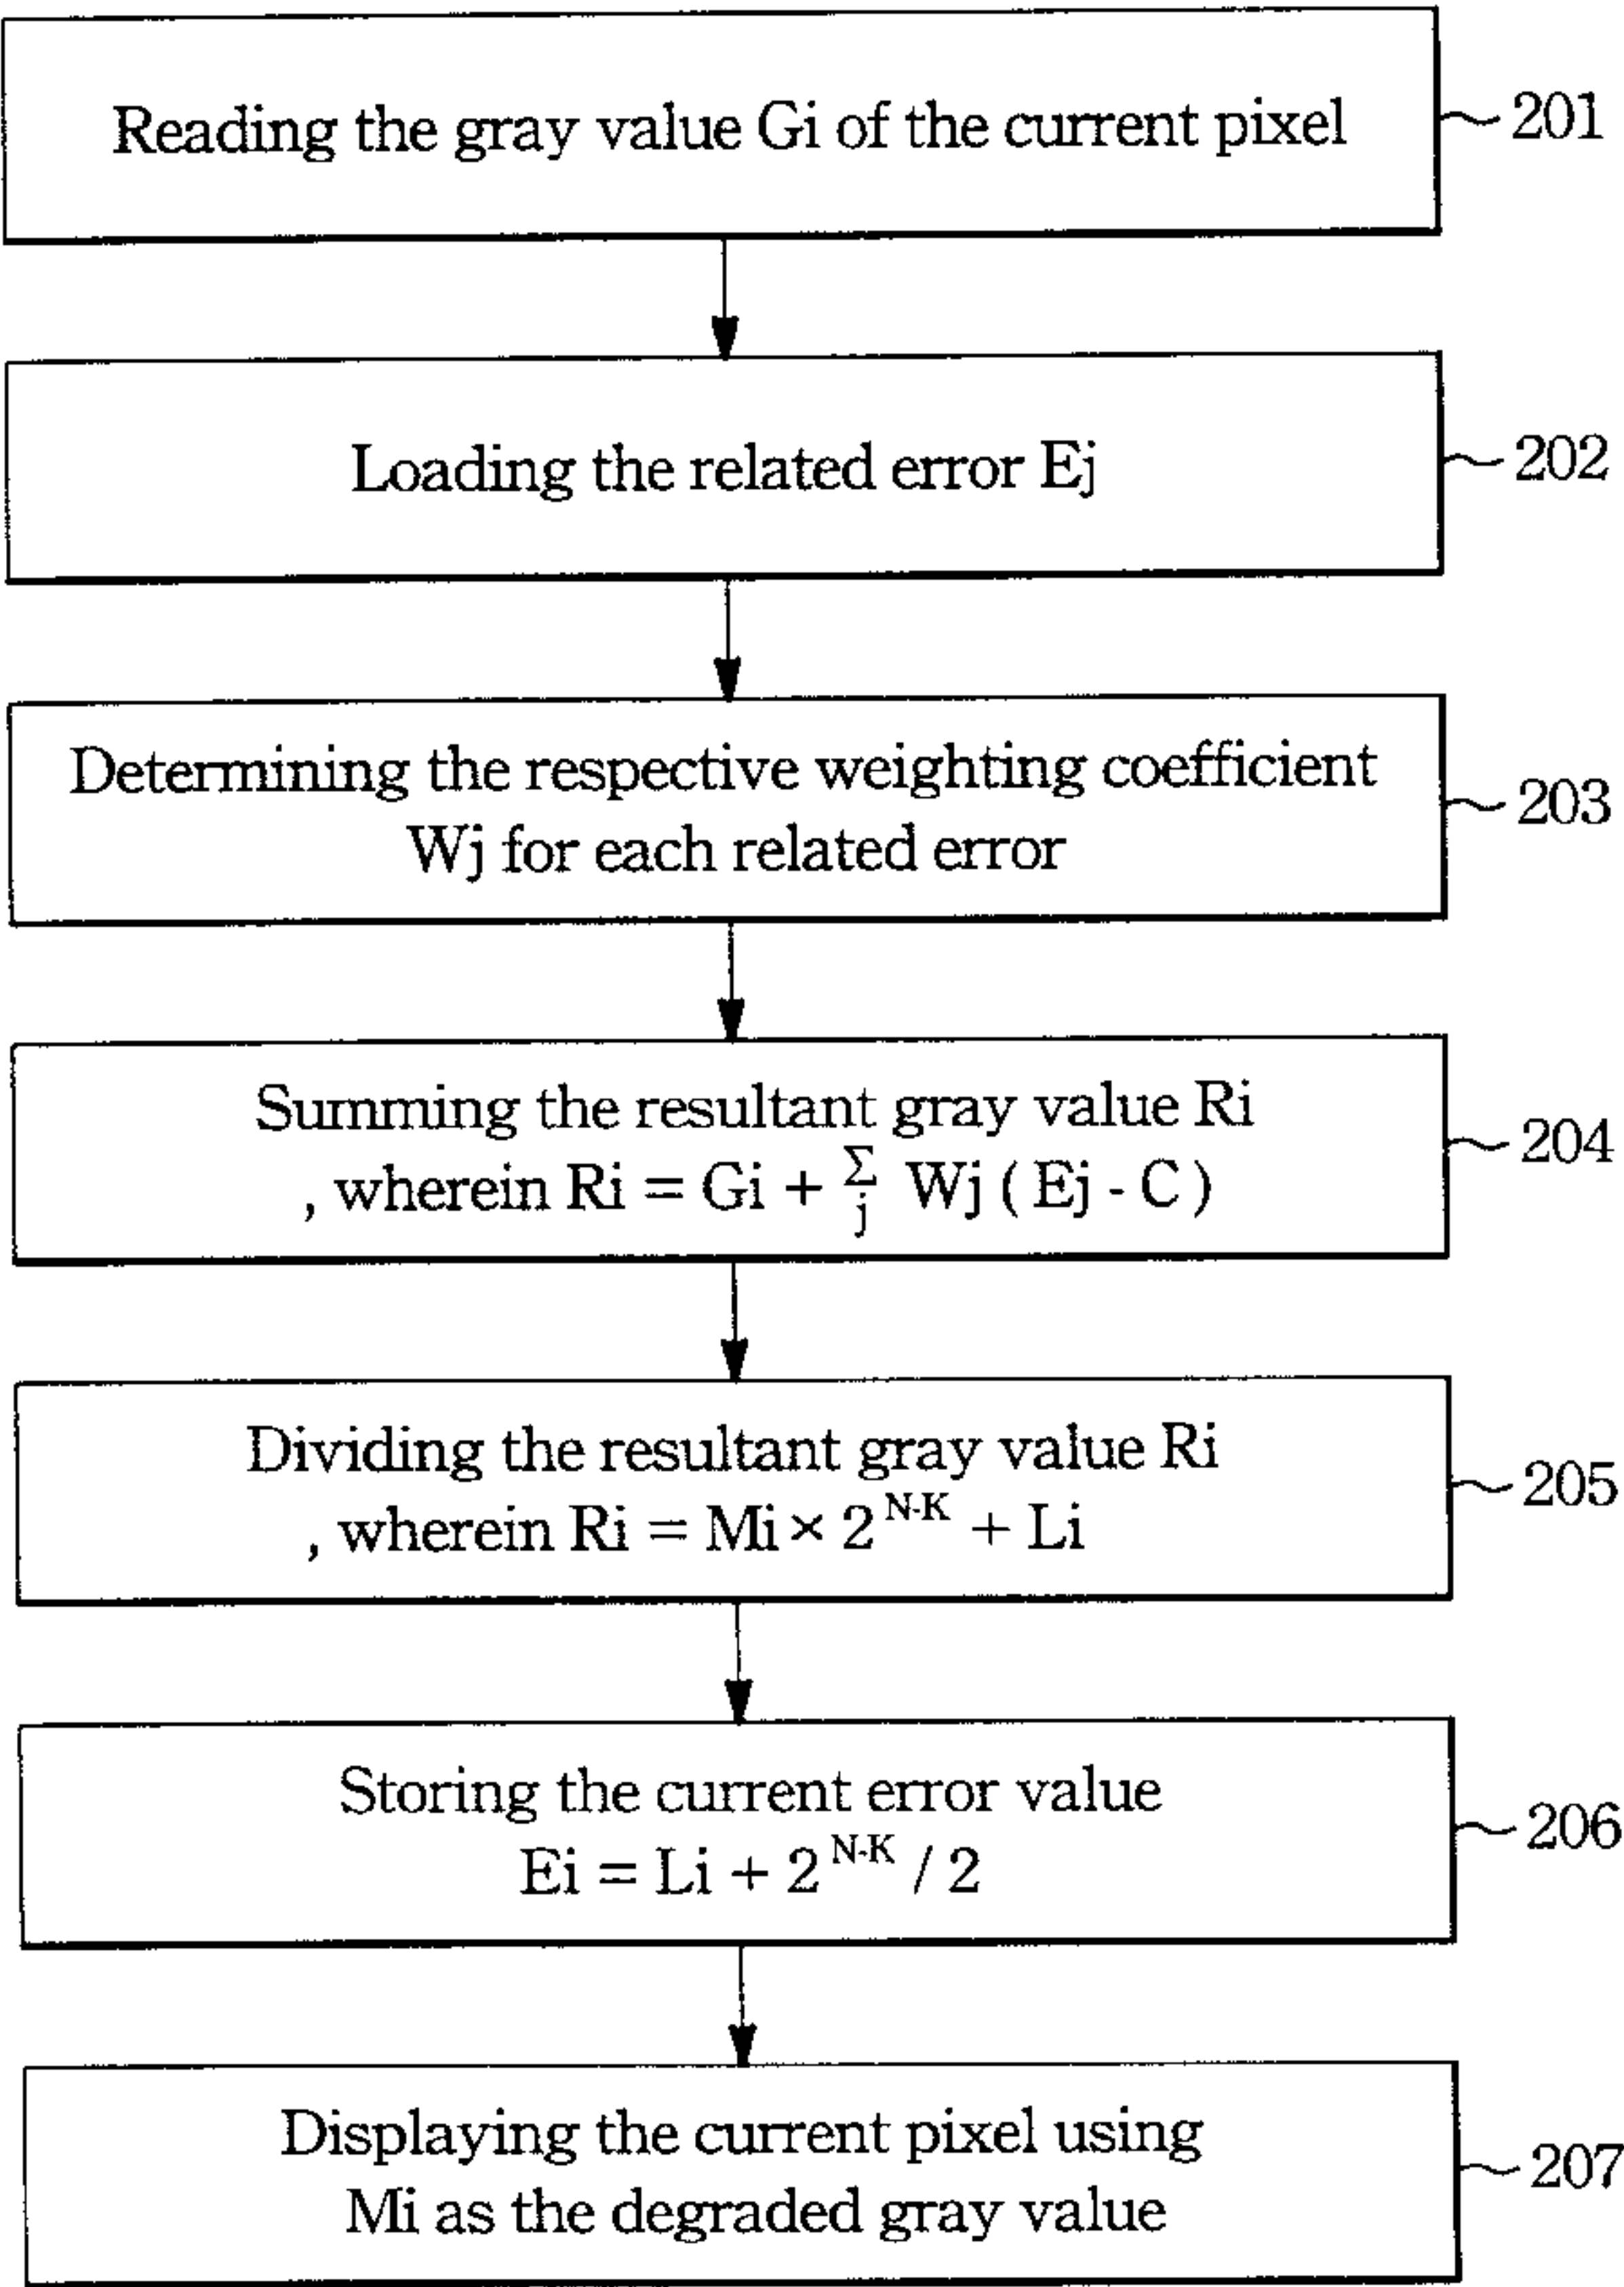 Reading the gray value Gi of the current pixel
201
Loading the related error Ej
202
Determining the respective weighting coefficient
Wj for each related error
203
Summing the resultant gray value Ri
, wherein Ri = Gi + Σj Wj ( Ej - C )
204
Dividing the resultant gray value Ri
, wherein Ri = Mi × 2^N-K + Li
205
Storing the current error value
Ei = Li + 2^N-K / 2
206
Displaying the current pixel using
Mi as the degraded gray value
207